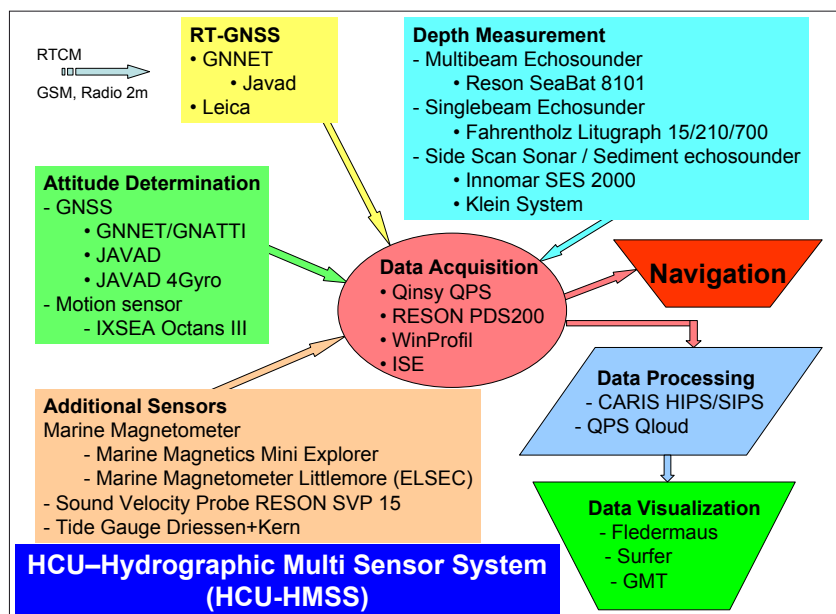 RTCM
GSM, Radio 2m
RT-GNSS
• GNNET
• Javad
• Leica
Depth Measurement
- Multibeam Echosounder
• Reson SeaBat 8101
- Singlebeam Echosunder
• Fahrentholz Litugraph 15/210/700
- Side Scan Sonar / Sediment echosounder
• Innomar SES 2000
• Klein System
Attitude Determination
- GNSS
• GNNET/GNATTI
• JAVAD
• JAVAD 4Gyro
- Motion sensor
- IXSEA Octans III
Data Acquisition
• Qinsy QPS
• RESON PDS200
• WinProfil
• ISE
Navigation
Data Processing
- CARIS HIPS/SIPS
- QPS Qloud
Additional Sensors
Marine Magnetometer
- Marine Magnetics Mini Explorer
- Marine Magnetometer Littlemore (ELSEC)
- Sound Velocity Probe RESON SVP 15
- Tide Gauge Driessen+Kern
Data Visualization
- Fledermaus
- Surfer
- GMT
HCU–Hydrographic Multi Sensor System
(HCU-HMSS)